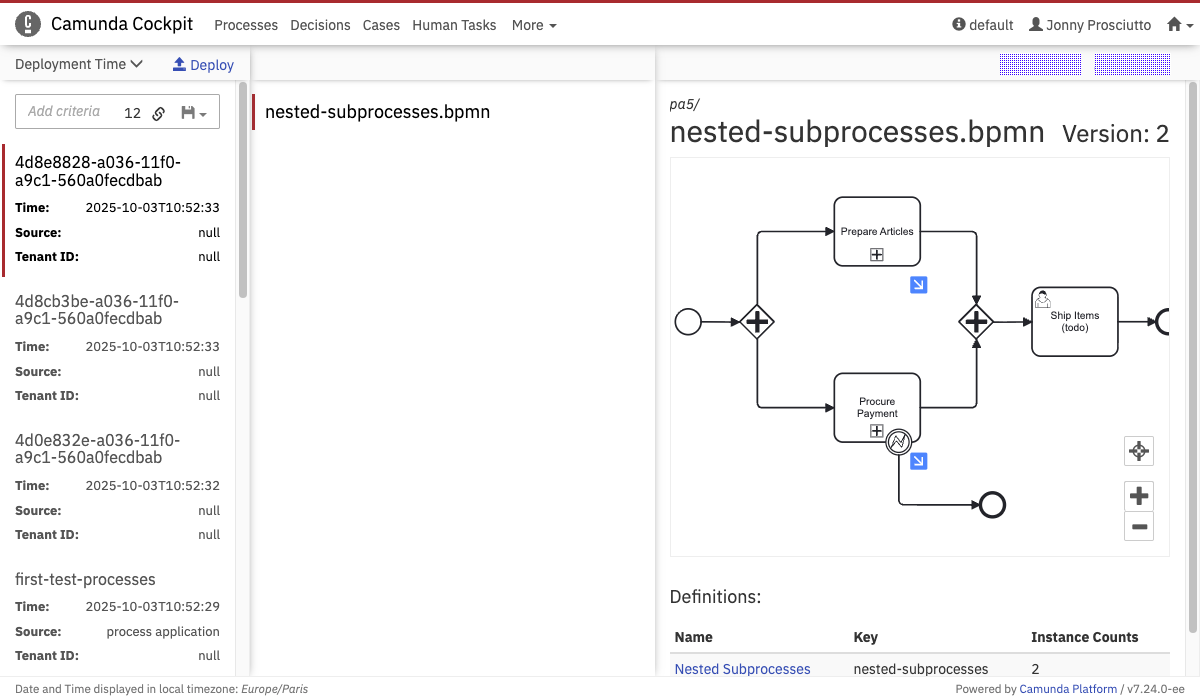 Camunda Cockpit Processes Decisions Cases Human Tasks More default Jonny Prosciutto
Deployment Time Deploy
Add criteria 12
4d8e8828-a036-11f0-
a9c1-560a0fecdbab
Time: 2025-10-03T10:52:33
Source: null
Tenant ID: null
4d8cb3be-a036-11f0-
a9c1-560a0fecdbab
Time: 2025-10-03T10:52:33
Source: null
Tenant ID: null
4d0e832e-a036-11f0-
a9c1-560a0fecdbab
Time: 2025-10-03T10:52:32
Source: null
Tenant ID: null
first-test-processes
Time: 2025-10-03T10:52:29
Source: process application
Tenant ID: null
nested-subprocesses.bpmn
pa5/
nested-subprocesses.bpmn Version: 2
Prepare Articles
Ship Items
(todo)
Procure
Payment
Definitions:
Name Key Instance Counts
Nested Subprocesses nested-subprocesses 2
Date and Time displayed in local timezone: Europe/Paris
Powered by Camunda Platform / v7.24.0-ee